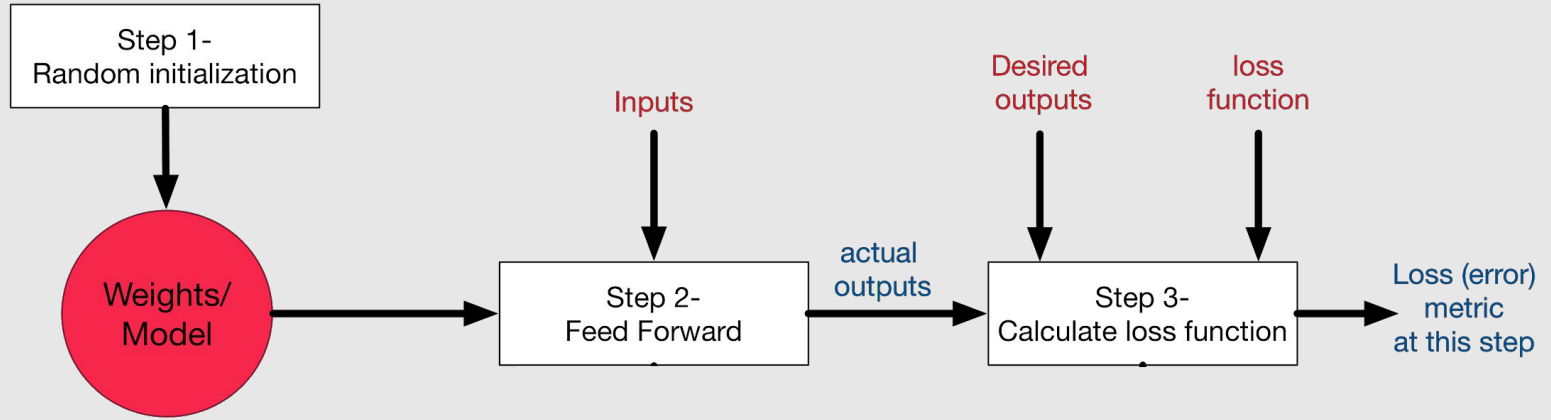 Step 1-
Random initialization
Weights/
Model
Inputs
Step 2-
Feed Forward
actual
outputs
Desired
outputs
loss
function
Step 3-
Calculate loss function
Loss (error)
metric
at this step